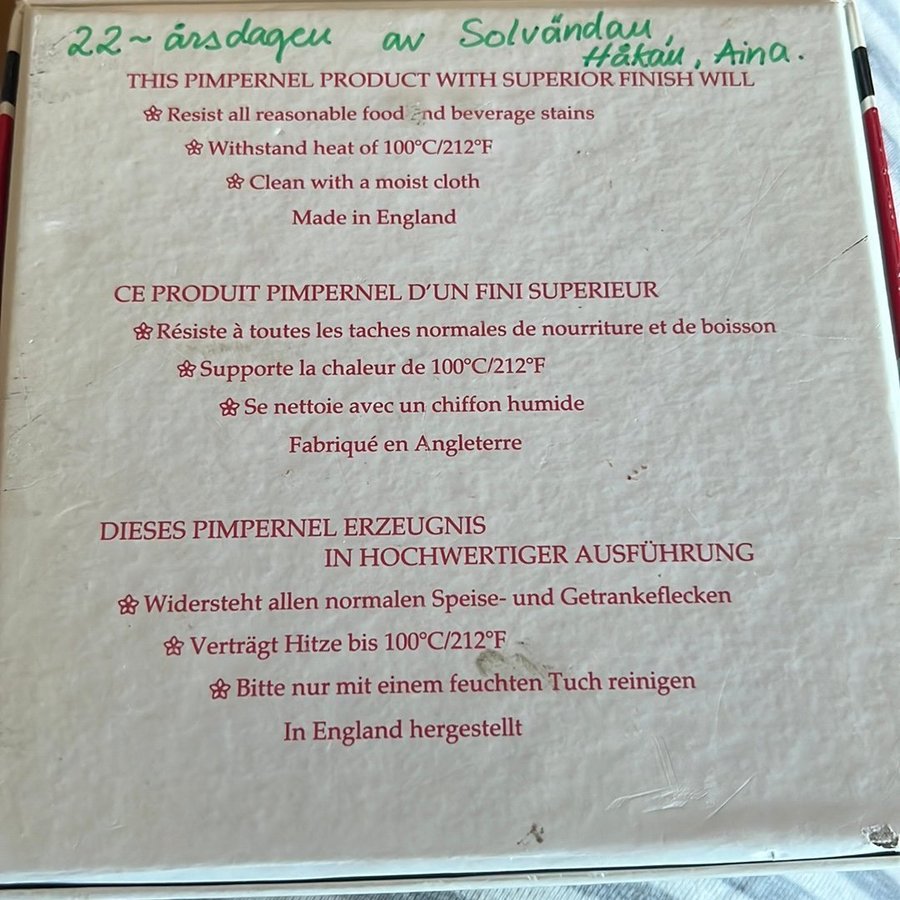 22-årsdagen av Solvändan,
Håkan, Aina.
THIS PIMPERNEL PRODUCT WITH SUPERIOR FINISH WILL
Resist all reasonable food and beverage stains
Withstand heat of 100°C/212°F
Clean with a moist cloth
Made in England
CE PRODUIT PIMPERNEL D'UN FINI SUPERIEUR
Résiste à toutes les taches normales de nourriture et de boisson
Supporte la chaleur de 100°C/212°F
Se nettoie avec un chiffon humide
Fabriqué en Angleterre
DIESES PIMPERNEL ERZEUGNIS
IN HOCHWERTIGER AUSFÜHRUNG
Widersteht allen normalen Speise- und Getrankeflecken
Verträgt Hitze bis 100°C/212°F
Bitte nur mit einem feuchten Tuch reinigen
In England hergestellt